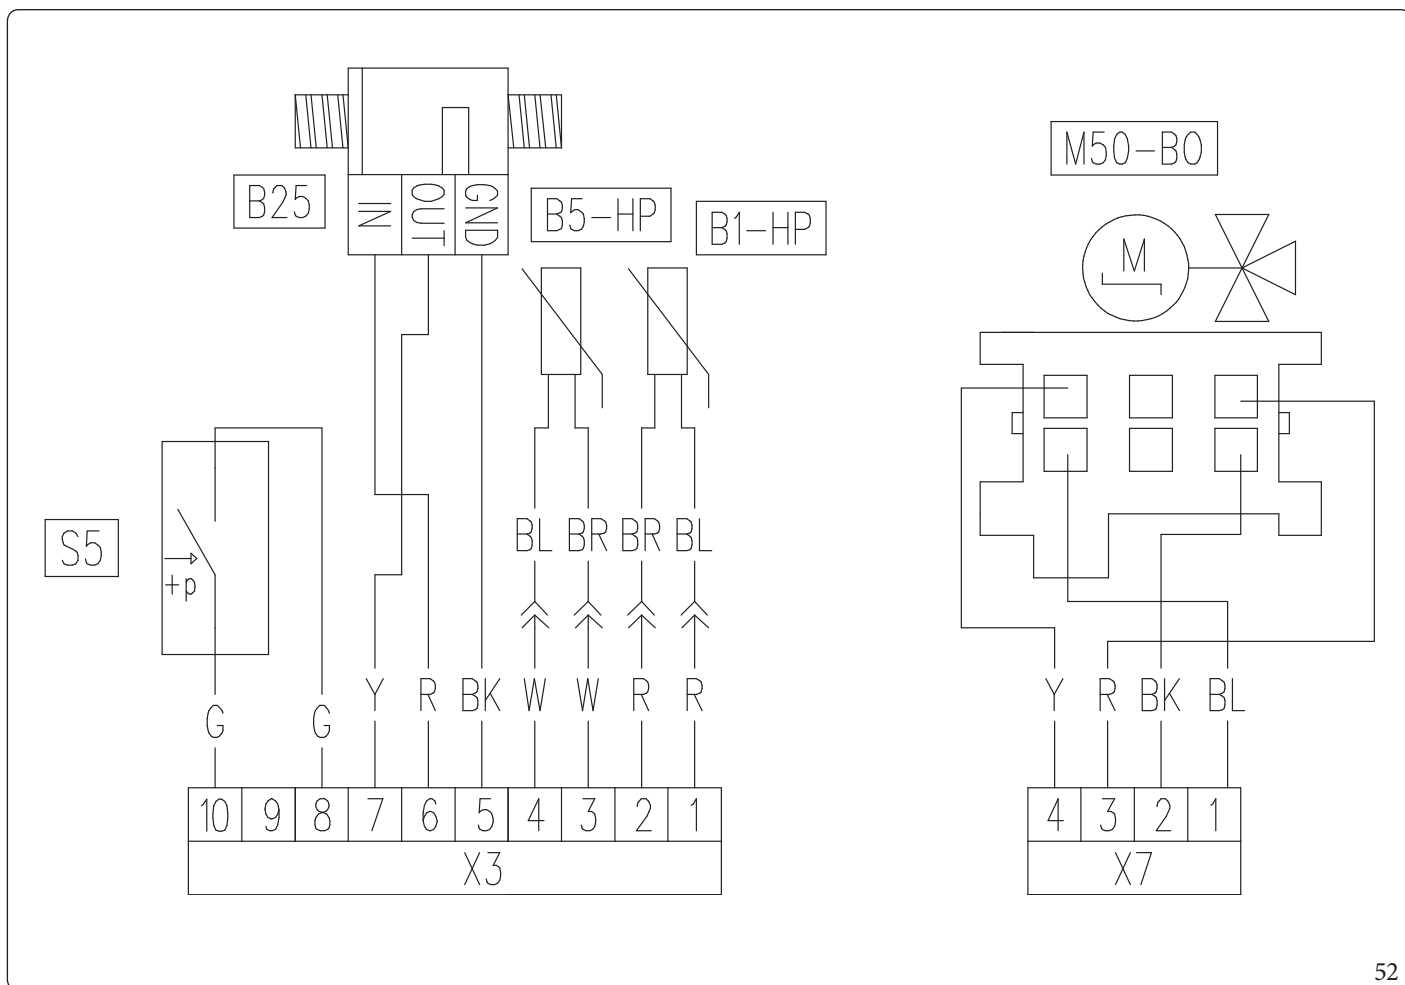 M50-B0
B25
IN OUT GND
B5-HP
B1-HP
M
S5
+p
BL BR BR BL
G G Y R BK W W R R
Y R BK BL
10 9 8 7 6 5 4 3 2 1
X3
4 3 2 1
X7
52